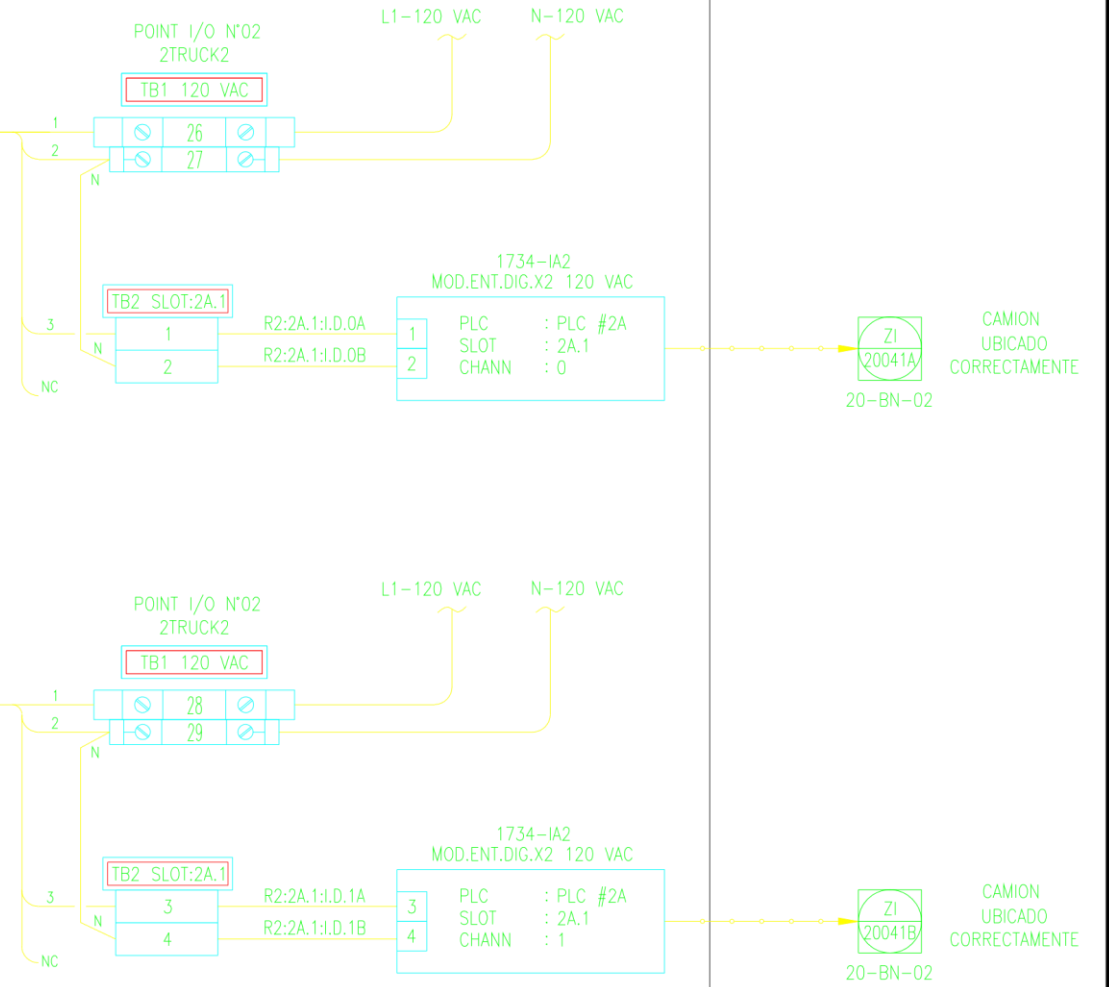 L1-120 VAC
N-120 VAC
POINT I/O N°02
2TRUCK2
TB1 120 VAC
1
26
2
27
N
1734-IA2
MOD.ENT.DIG.X2 120 VAC
TB2 SLOT:2A.1
3
1
R2:2A.1:I.D.0A
1
PLC : PLC #2A
N
2
R2:2A.1:I.D.0B
2
SLOT : 2A.1
CHANN : 0
NC
ZI
20041A
20-BN-02
CAMION
UBICADO
CORRECTAMENTE
L1-120 VAC
N-120 VAC
POINT I/O N°02
2TRUCK2
TB1 120 VAC
1
28
2
29
N
1734-IA2
MOD.ENT.DIG.X2 120 VAC
TB2 SLOT:2A.1
3
3
R2:2A.1:I.D.1A
3
PLC : PLC #2A
N
4
R2:2A.1:I.D.1B
4
SLOT : 2A.1
CHANN : 1
NC
ZI
20041B
20-BN-02
CAMION
UBICADO
CORRECTAMENTE